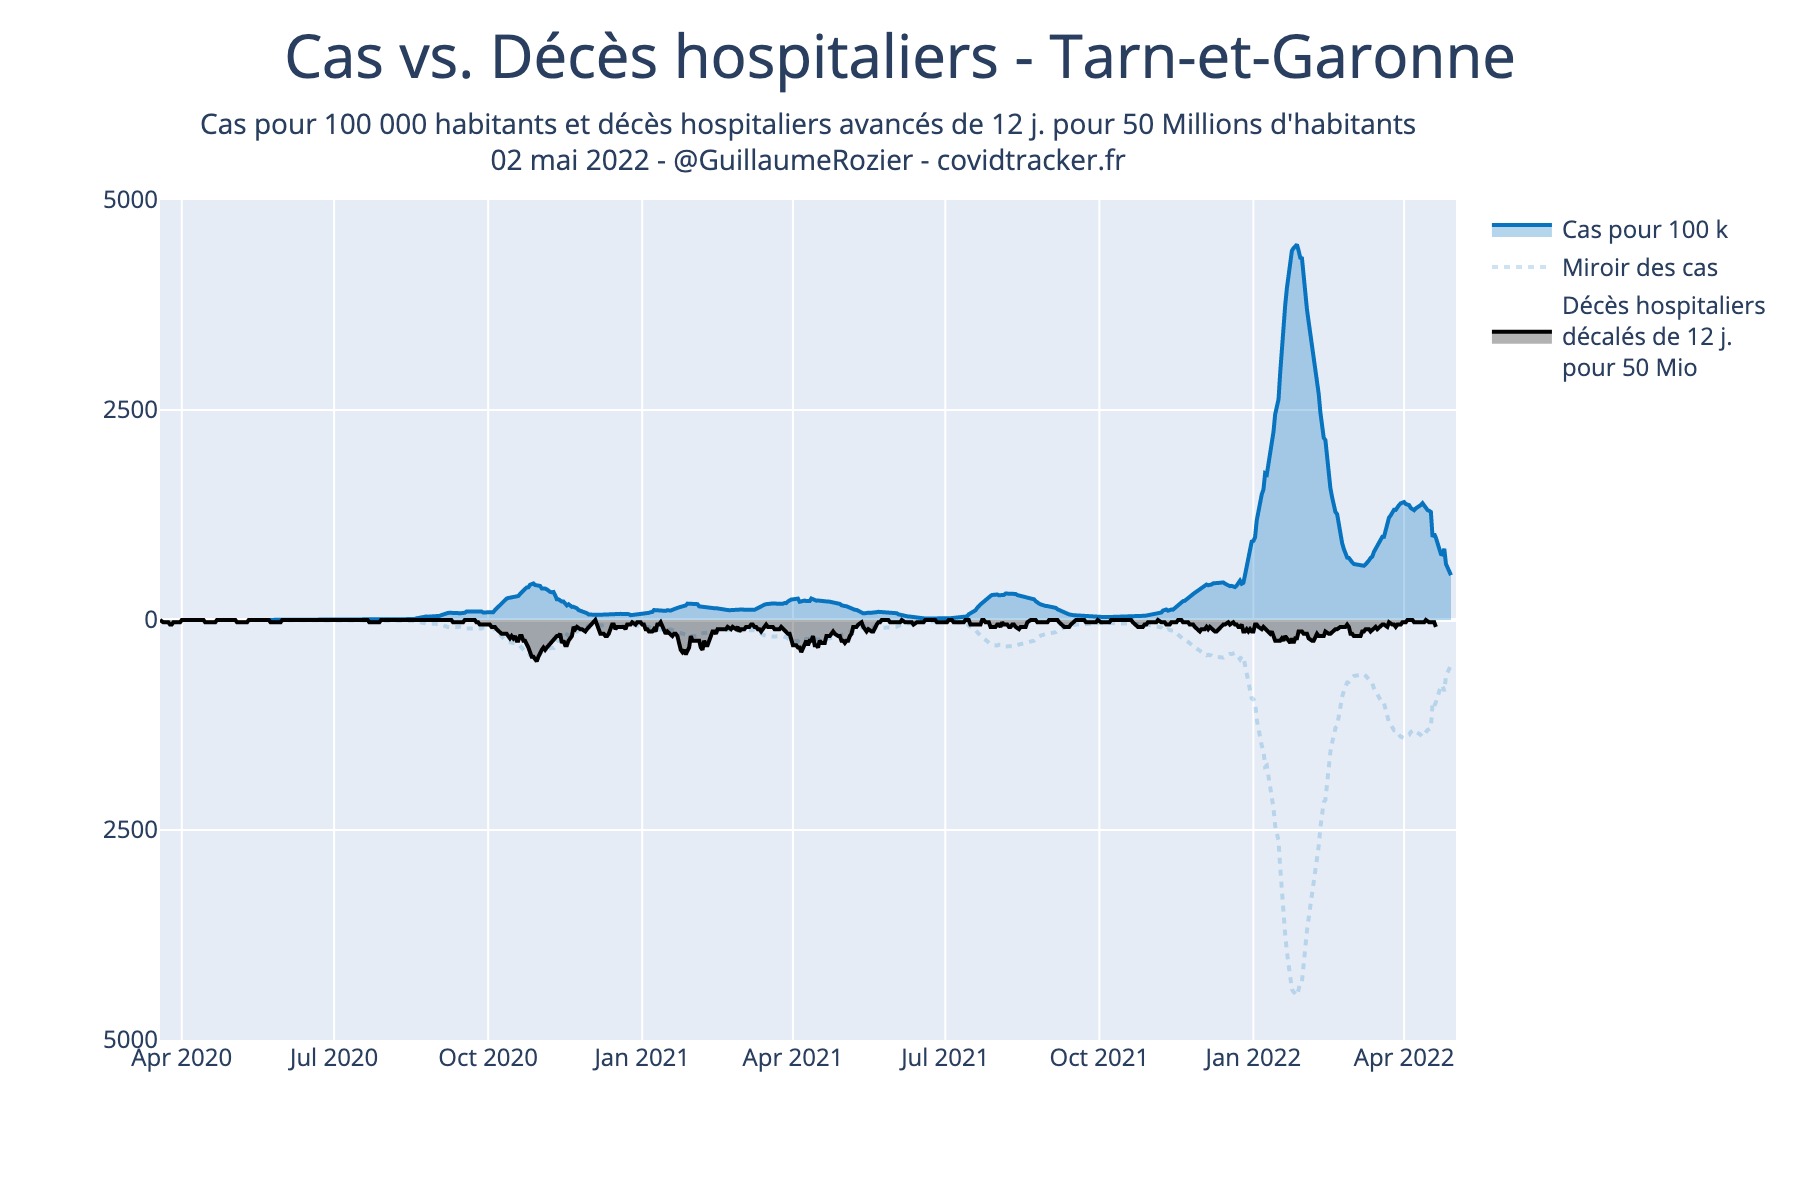 Cas vs. Décès hospitaliers - Tarn-et-Garonne
Cas pour 100 000 habitants et décès hospitaliers avancés de 12 j. pour 50 Millions d'habitants
02 mai 2022 - @GuillaumeRozier - covidtracker.fr
5000
2500
0
2500
5000
Apr 2020
Jul 2020
Oct 2020
Jan 2021
Apr 2021
Jul 2021
Oct 2021
Jan 2022
Apr 2022
Cas pour 100 k
Miroir des cas
Décès hospitaliers
décalés de 12 j.
pour 50 Mio